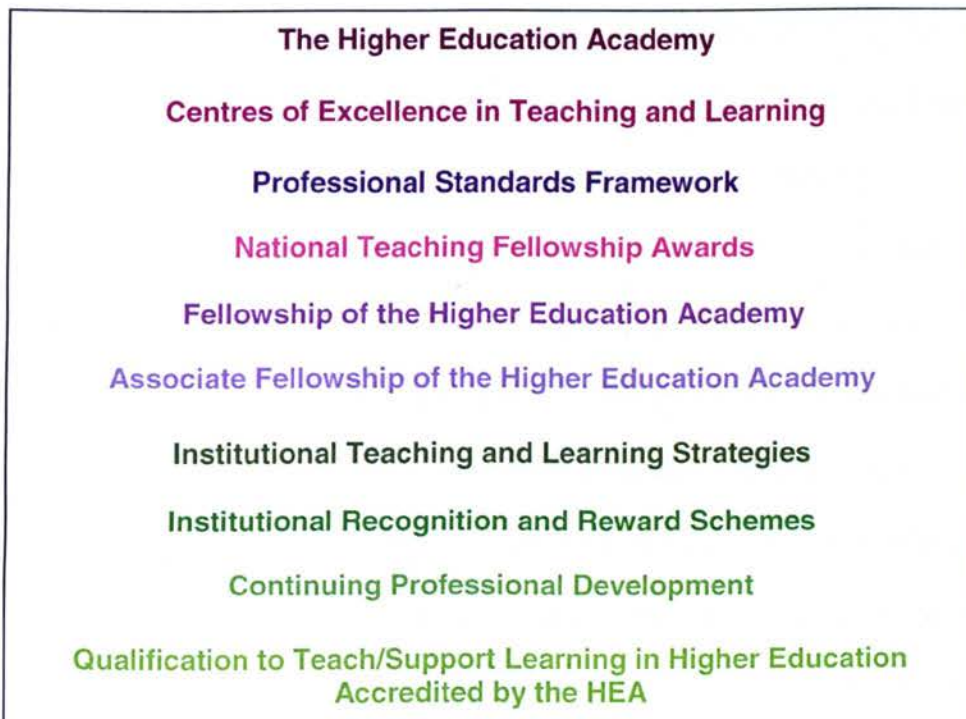 The Higher Education Academy
Centres of Excellence in Teaching and Learning
Professional Standards Framework
National Teaching Fellowship Awards
Fellowship of the Higher Education Academy
Associate Fellowship of the Higher Education Academy
Institutional Teaching and Learning Strategies
Institutional Recognition and Reward Schemes
Continuing Professional Development
Qualification to Teach/Support Learning in Higher Education
Accredited by the HEA